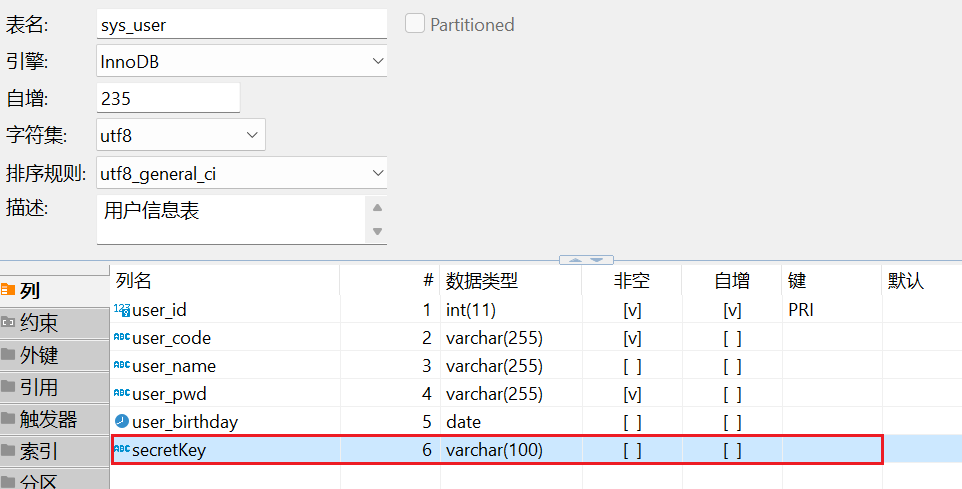 表名: sys_user Partitioned
引擎: InnoDB
自增: 235
字符集: utf8
排序规则: utf8_general_ci
描述: 用户信息表
列
约束
外键
引用
触发器
索引
分区
列名 # 数据类型 非空 自增 键 默认
123 user_id 1 int(11) [v] [v] PRI
ABC user_code 2 varchar(255) [v] [ ]
ABC user_name 3 varchar(255) [ ] [ ]
ABC user_pwd 4 varchar(255) [v] [ ]
user_birthday 5 date [ ] [ ]
ABC secretKey 6 varchar(100) [ ] [ ]